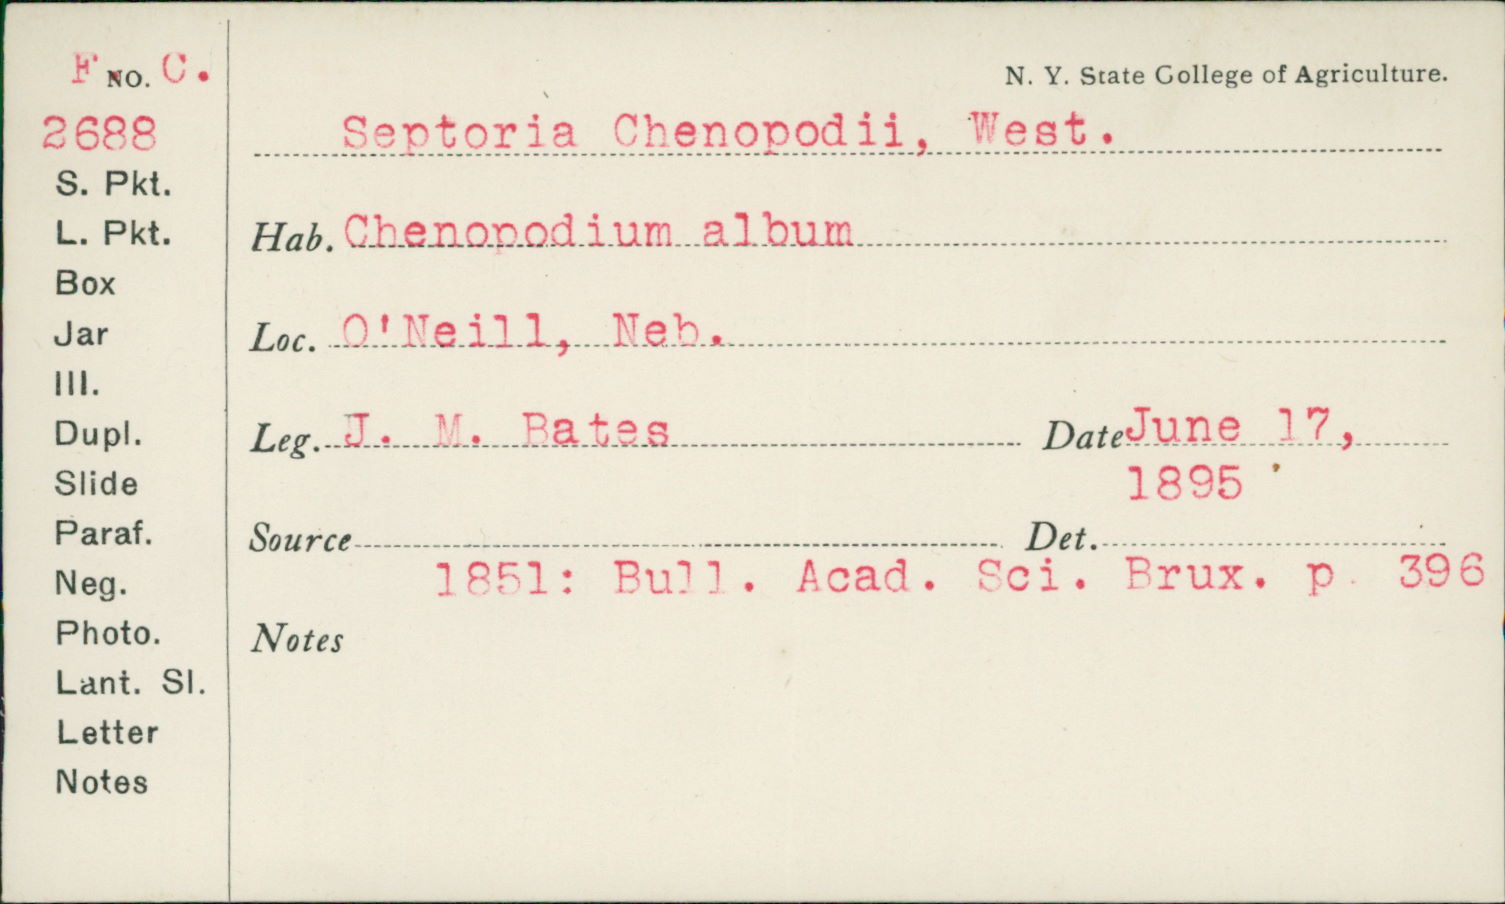 F NO. C.
2688
S. Pkt.
L. Pkt.
Box
Jar
Ill.
Dupl.
Slide
Paraf.
Neg.
Photo.
Lant. Sl.
Letter
Notes
N. Y. State College of Agriculture.
Septoria Chenopodii, West.
Hab. Chenopodium album
Loc. O'Neill, Neb.
Leg. J. M. Bates Date June 17,
1895
Source Det.
1851: Bull. Acad. Sci. Brux. p. 396
Notes